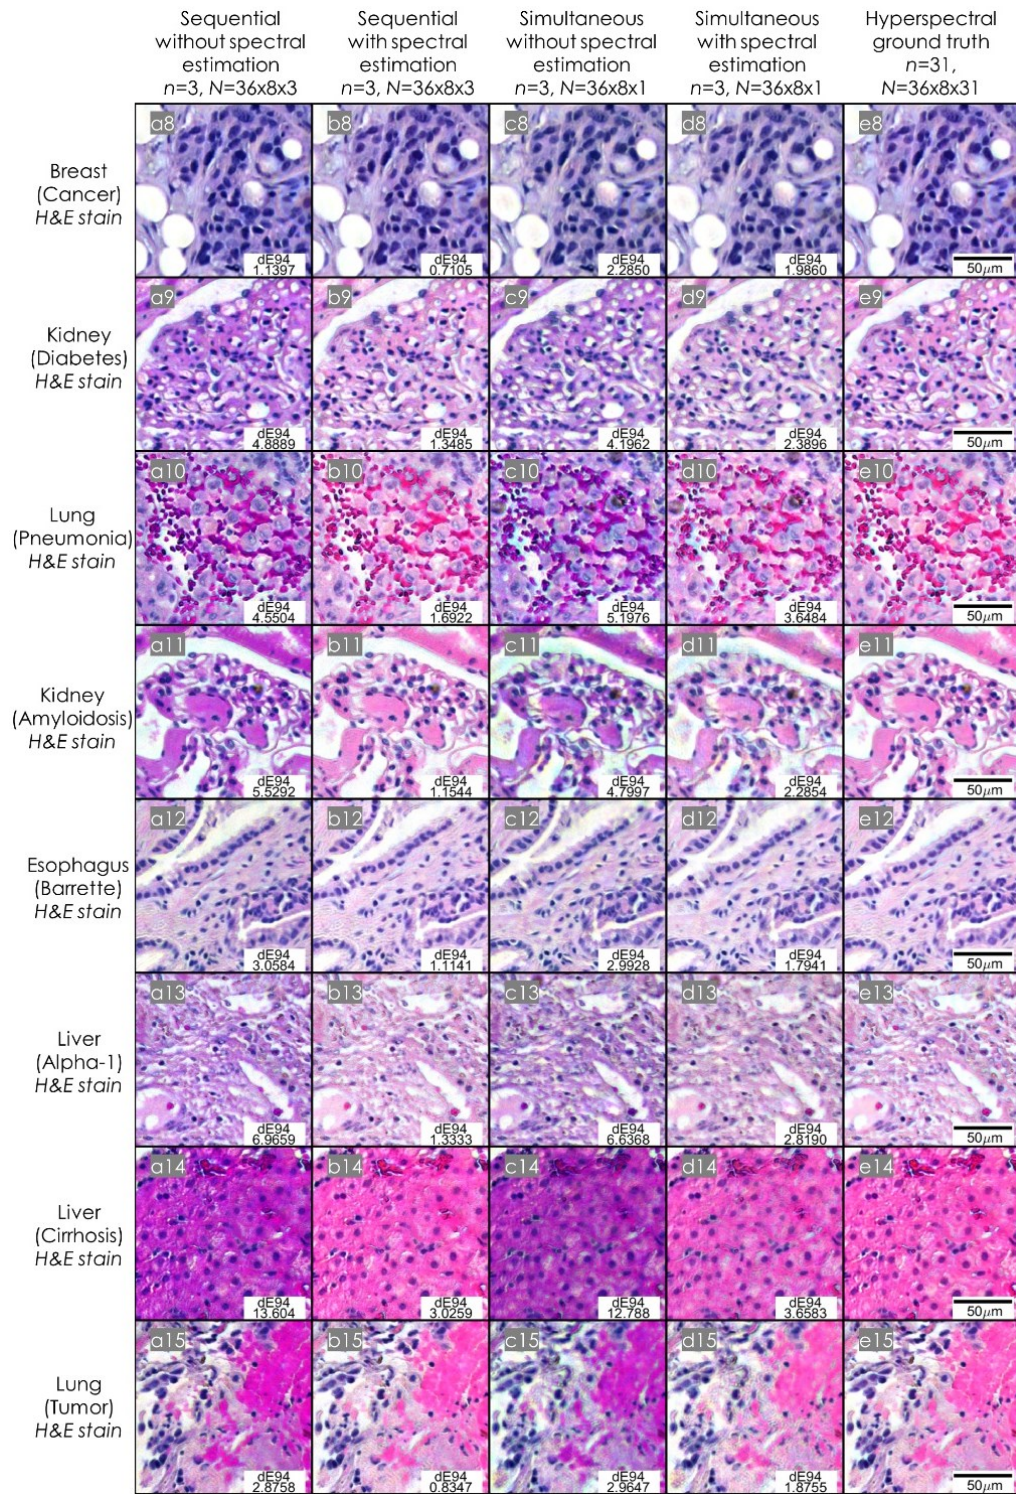 Sequential
without spectral
estimation
n=3, N=36x8x3
Sequential
with spectral
estimation
n=3, N=36x8x3
Simultaneous
without spectral
estimation
n=3, N=36x8x1
Simultaneous
with spectral
estimation
n=3, N=36x8x1
Hyperspectral
ground truth
n=31,
N=36x8x31
Breast
(Cancer)
H&E stain
a8
dE94
1.1397
b8
dE94
0.7105
c8
dE94
2.2850
d8
dE94
1.9860
e8
50μm
Kidney
(Diabetes)
H&E stain
a9
dE94
4.8889
b9
dE94
1.3485
c9
dE94
4.1962
d9
dE94
2.3896
e9
50μm
Lung
(Pneumonia)
H&E stain
a10
dE94
4.5504
b10
dE94
1.6922
c10
dE94
5.1976
d10
dE94
3.6484
e10
50μm
Kidney
(Amyloidosis)
H&E stain
a11
dE94
5.5292
b11
dE94
1.1544
c11
dE94
4.7997
d11
dE94
2.2854
e11
50μm
Esophagus
(Barrette)
H&E stain
a12
dE94
3.0584
b12
dE94
1.1141
c12
dE94
2.9928
d12
dE94
1.7941
e12
50μm
Liver
(Alpha-1)
H&E stain
a13
dE94
6.9659
b13
dE94
1.3333
c13
dE94
6.6368
d13
dE94
2.8190
e13
50μm
Liver
(Cirrhosis)
H&E stain
a14
dE94
13.604
b14
dE94
3.0259
c14
dE94
12.788
d14
dE94
3.6583
e14
50μm
Lung
(Tumor)
H&E stain
a15
dE94
2.8758
b15
dE94
0.8347
c15
dE94
2.9647
d15
dE94
1.8755
e15
50μm